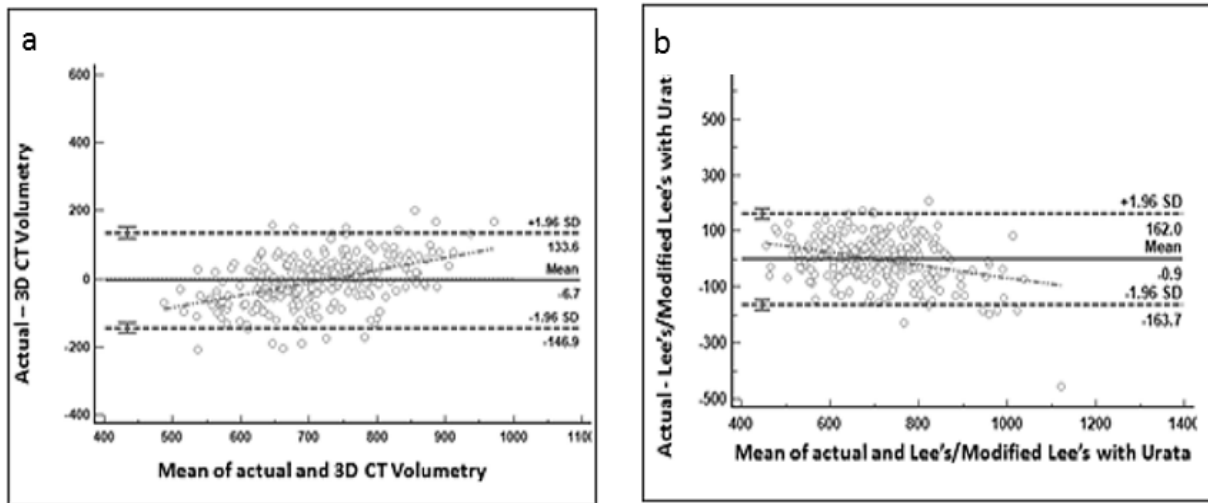 a
600
400
200
0
-200
-400
Actual – 3D CT Volumetry
+1.96 SD
133.6
Mean
-6.7
-1.96 SD
-146.9
400 500 600 700 800 900 1000
Mean of actual and 3D CT Volumetry
b
500
300
100
-100
-300
-500
Actual - Lee's/Modified Lee's with Urat
+1.96 SD
162.0
Mean
-0.9
-1.96 SD
-163.7
400 600 800 1000 1200
Mean of actual and Lee's/Modified Lee's with Urata